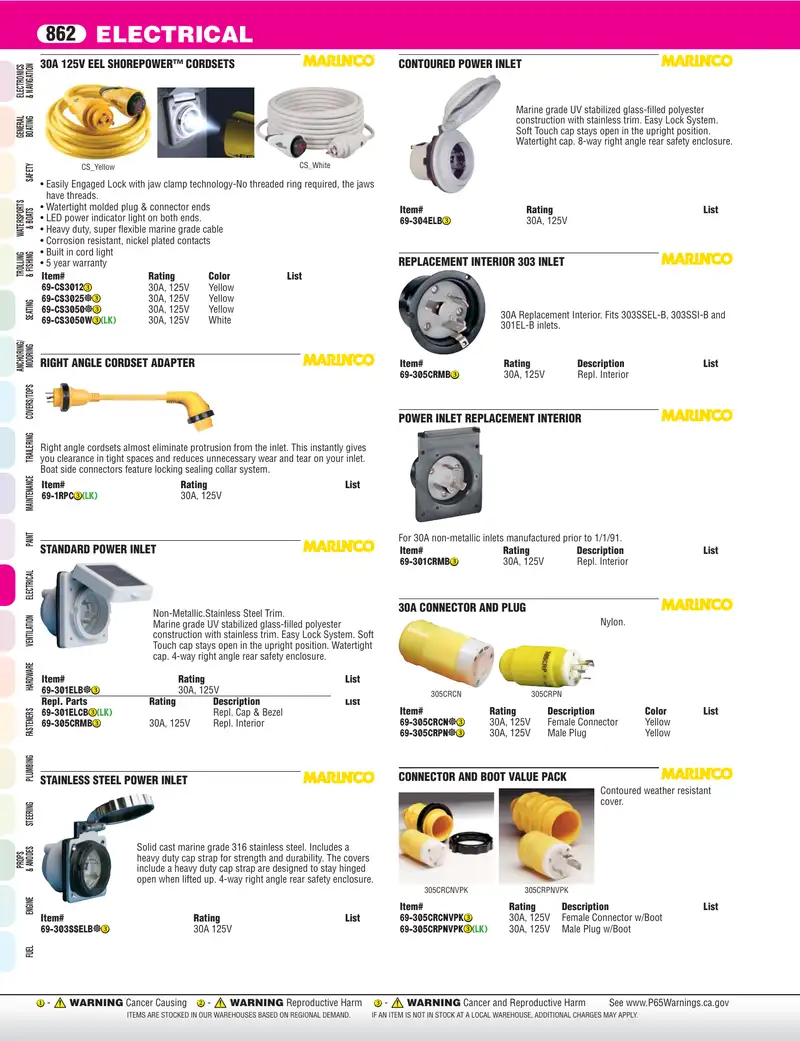 862 ELECTRICAL
ELECTRONICS
& NAVIGATION
GENERAL
BOATING
SAFETY
WATERSPORTS
& BOATS
TROLLING
& FISHING
SEATING
ANCHORING/
MOORING
COVERS/TOPS
TRAILERING
MAINTENANCE
PAINT
ELECTRICAL
VENTILATION
HARDWARE
FASTENERS
PLUMBING
STEERING
PROPS
& ANODES
ENGINE
FUEL
30A 125V EEL SHOREPOWER™ CORDSETS MARINCO
CS_Yellow CS_White
• Easily Engaged Lock with jaw clamp technology-No threaded ring required, the jaws
have threads.
• Watertight molded plug & connector ends
• LED power indicator light on both ends.
• Heavy duty, super flexible marine grade cable
• Corrosion resistant, nickel plated contacts
• Built in cord light
• 5 year warranty
Item# Rating Color List
69-CS3012 3 30A, 125V Yellow
69-CS3025 3 30A, 125V Yellow
69-CS3050 3 30A, 125V Yellow
69-CS3050W 3 (LK) 30A, 125V White
RIGHT ANGLE CORDSET ADAPTER MARINCO
Right angle cordsets almost eliminate protrusion from the inlet. This instantly gives
you clearance in tight spaces and reduces unnecessary wear and tear on your inlet.
Boat side connectors feature locking sealing collar system.
Item# Rating List
69-1RPC 3 (LK) 30A, 125V
STANDARD POWER INLET MARINCO
Non-Metallic.Stainless Steel Trim.
Marine grade UV stabilized glass-filled polyester
construction with stainless trim. Easy Lock System. Soft
Touch cap stays open in the upright position. Watertight
cap. 4-way right angle rear safety enclosure.
Item# Rating List
69-301ELB 3 30A, 125V
Repl. Parts Rating Description List
69-301ELCB 3 (LK) Repl. Cap & Bezel
69-305CRMB 3 30A, 125V Repl. Interior
STAINLESS STEEL POWER INLET MARINCO
Solid cast marine grade 316 stainless steel. Includes a
heavy duty cap strap for strength and durability. The covers
include a heavy duty cap strap are designed to stay hinged
open when lifted up. 4-way right angle rear safety enclosure.
Item# Rating List
69-303SSELB 3 30A 125V
CONTOURED POWER INLET MARINCO
Marine grade UV stabilized glass-filled polyester
construction with stainless trim. Easy Lock System.
Soft Touch cap stays open in the upright position.
Watertight cap. 8-way right angle rear safety enclosure.
Item# Rating List
69-304ELB 3 30A, 125V
REPLACEMENT INTERIOR 303 INLET MARINCO
30A Replacement Interior. Fits 303SSEL-B, 303SSI-B and
301EL-B inlets.
Item# Rating Description List
69-305CRMB 3 30A, 125V Repl. Interior
POWER INLET REPLACEMENT INTERIOR MARINCO
For 30A non-metallic inlets manufactured prior to 1/1/91.
Item# Rating Description List
69-301CRMB 3 30A, 125V Repl. Interior
30A CONNECTOR AND PLUG MARINCO
Nylon.
305CRCN 305CRPN
Item# Rating Description Color List
69-305CRCN 3 30A, 125V Female Connector Yellow
69-305CRPN 3 30A, 125V Male Plug Yellow
CONNECTOR AND BOOT VALUE PACK MARINCO
Contoured weather resistant
cover.
305CRCNVPK 305CRPNVPK
Item# Rating Description List
69-305CRCNVPK 3 30A, 125V Female Connector w/Boot
69-305CRPNVPK 3 (LK) 30A, 125V Male Plug w/Boot
1 - WARNING Cancer Causing 2 - WARNING Reproductive Harm 3 - WARNING Cancer and Reproductive Harm See www.P65Warnings.ca.gov
ITEMS ARE STOCKED IN OUR WAREHOUSES BASED ON REGIONAL DEMAND. IF AN ITEM IS NOT IN STOCK AT A LOCAL WAREHOUSE, ADDITIONAL CHARGES MAY APPLY.